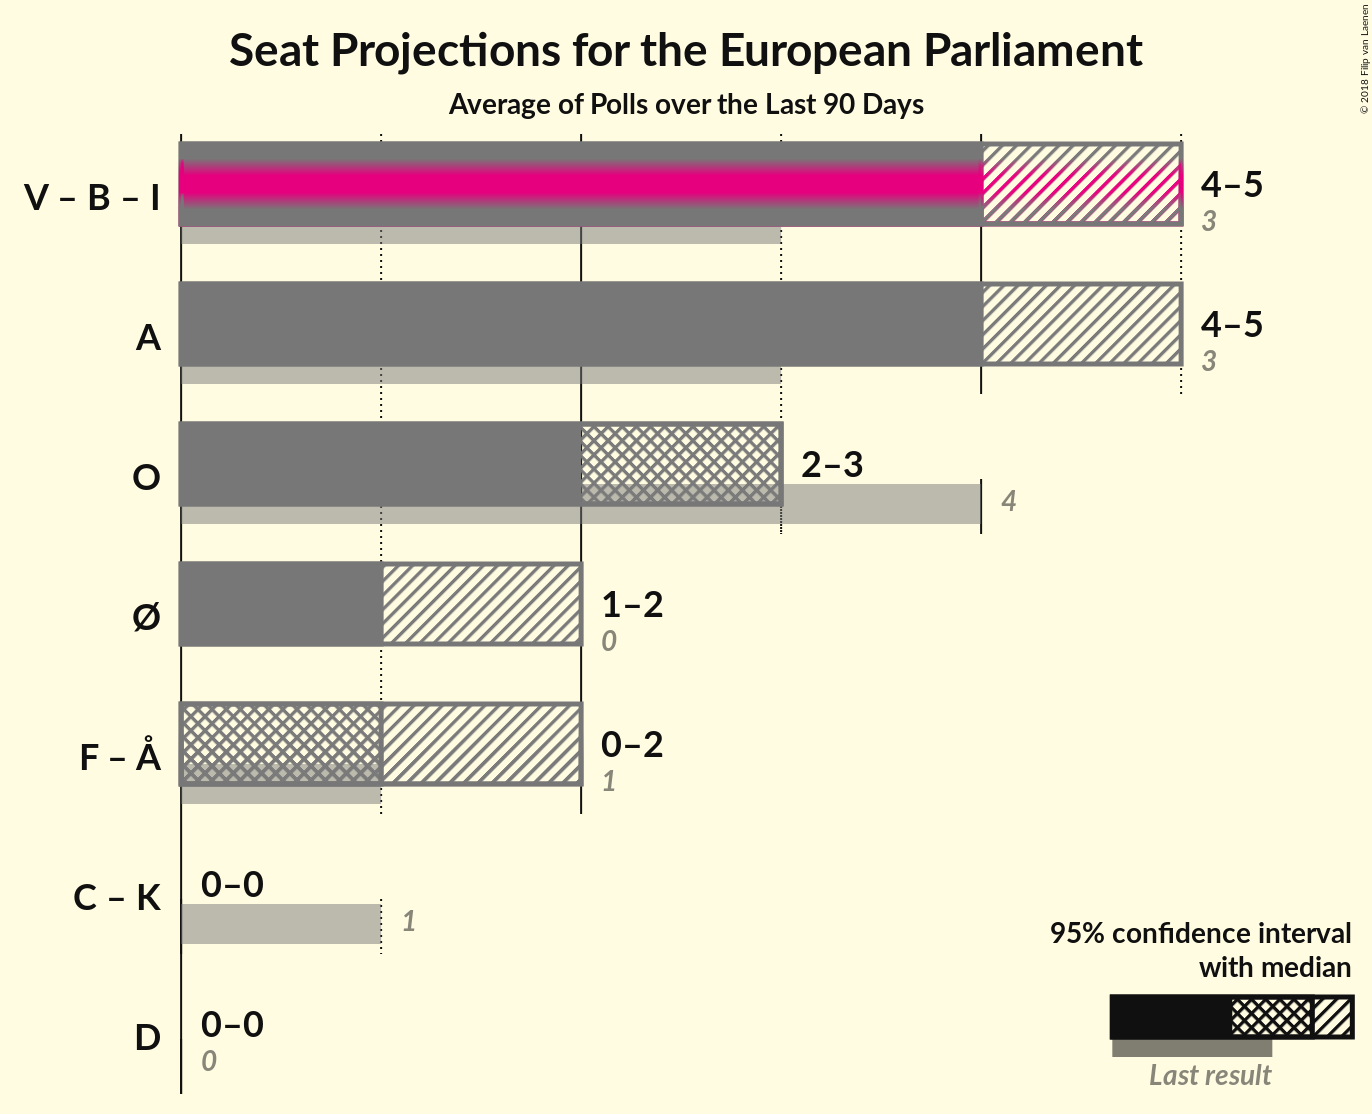 Seat Projections for the European Parliament
Average of Polls over the Last 90 Days
© 2018 Filip van Laenen
V – B – I
4–5
3
A
4–5
3
O
2–3
4
Ø
1–2
0
F – Å
0–2
1
C – K
0–0
1
D
0–0
0
95% confidence interval
with median
Last result